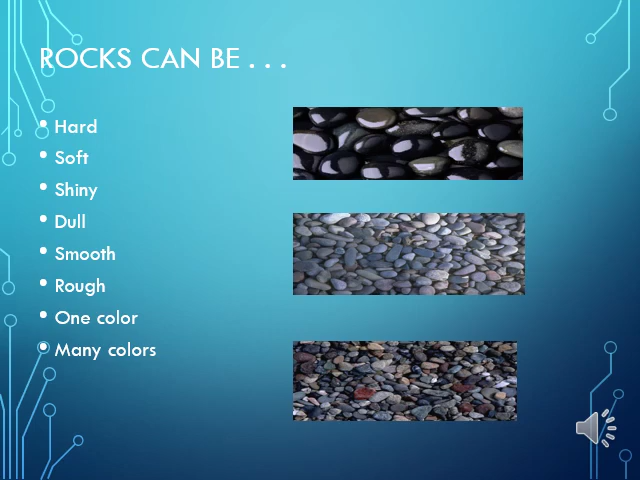 ROCKS CAN BE . . .
• Hard
• Soft
• Shiny
• Dull
• Smooth
• Rough
• One color
• Many colors